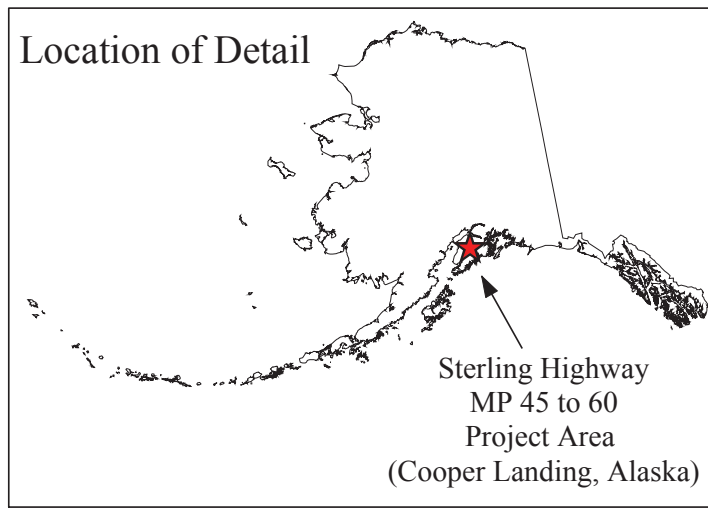 Location of Detail
Sterling Highway
MP 45 to 60
Project Area
(Cooper Landing, Alaska)